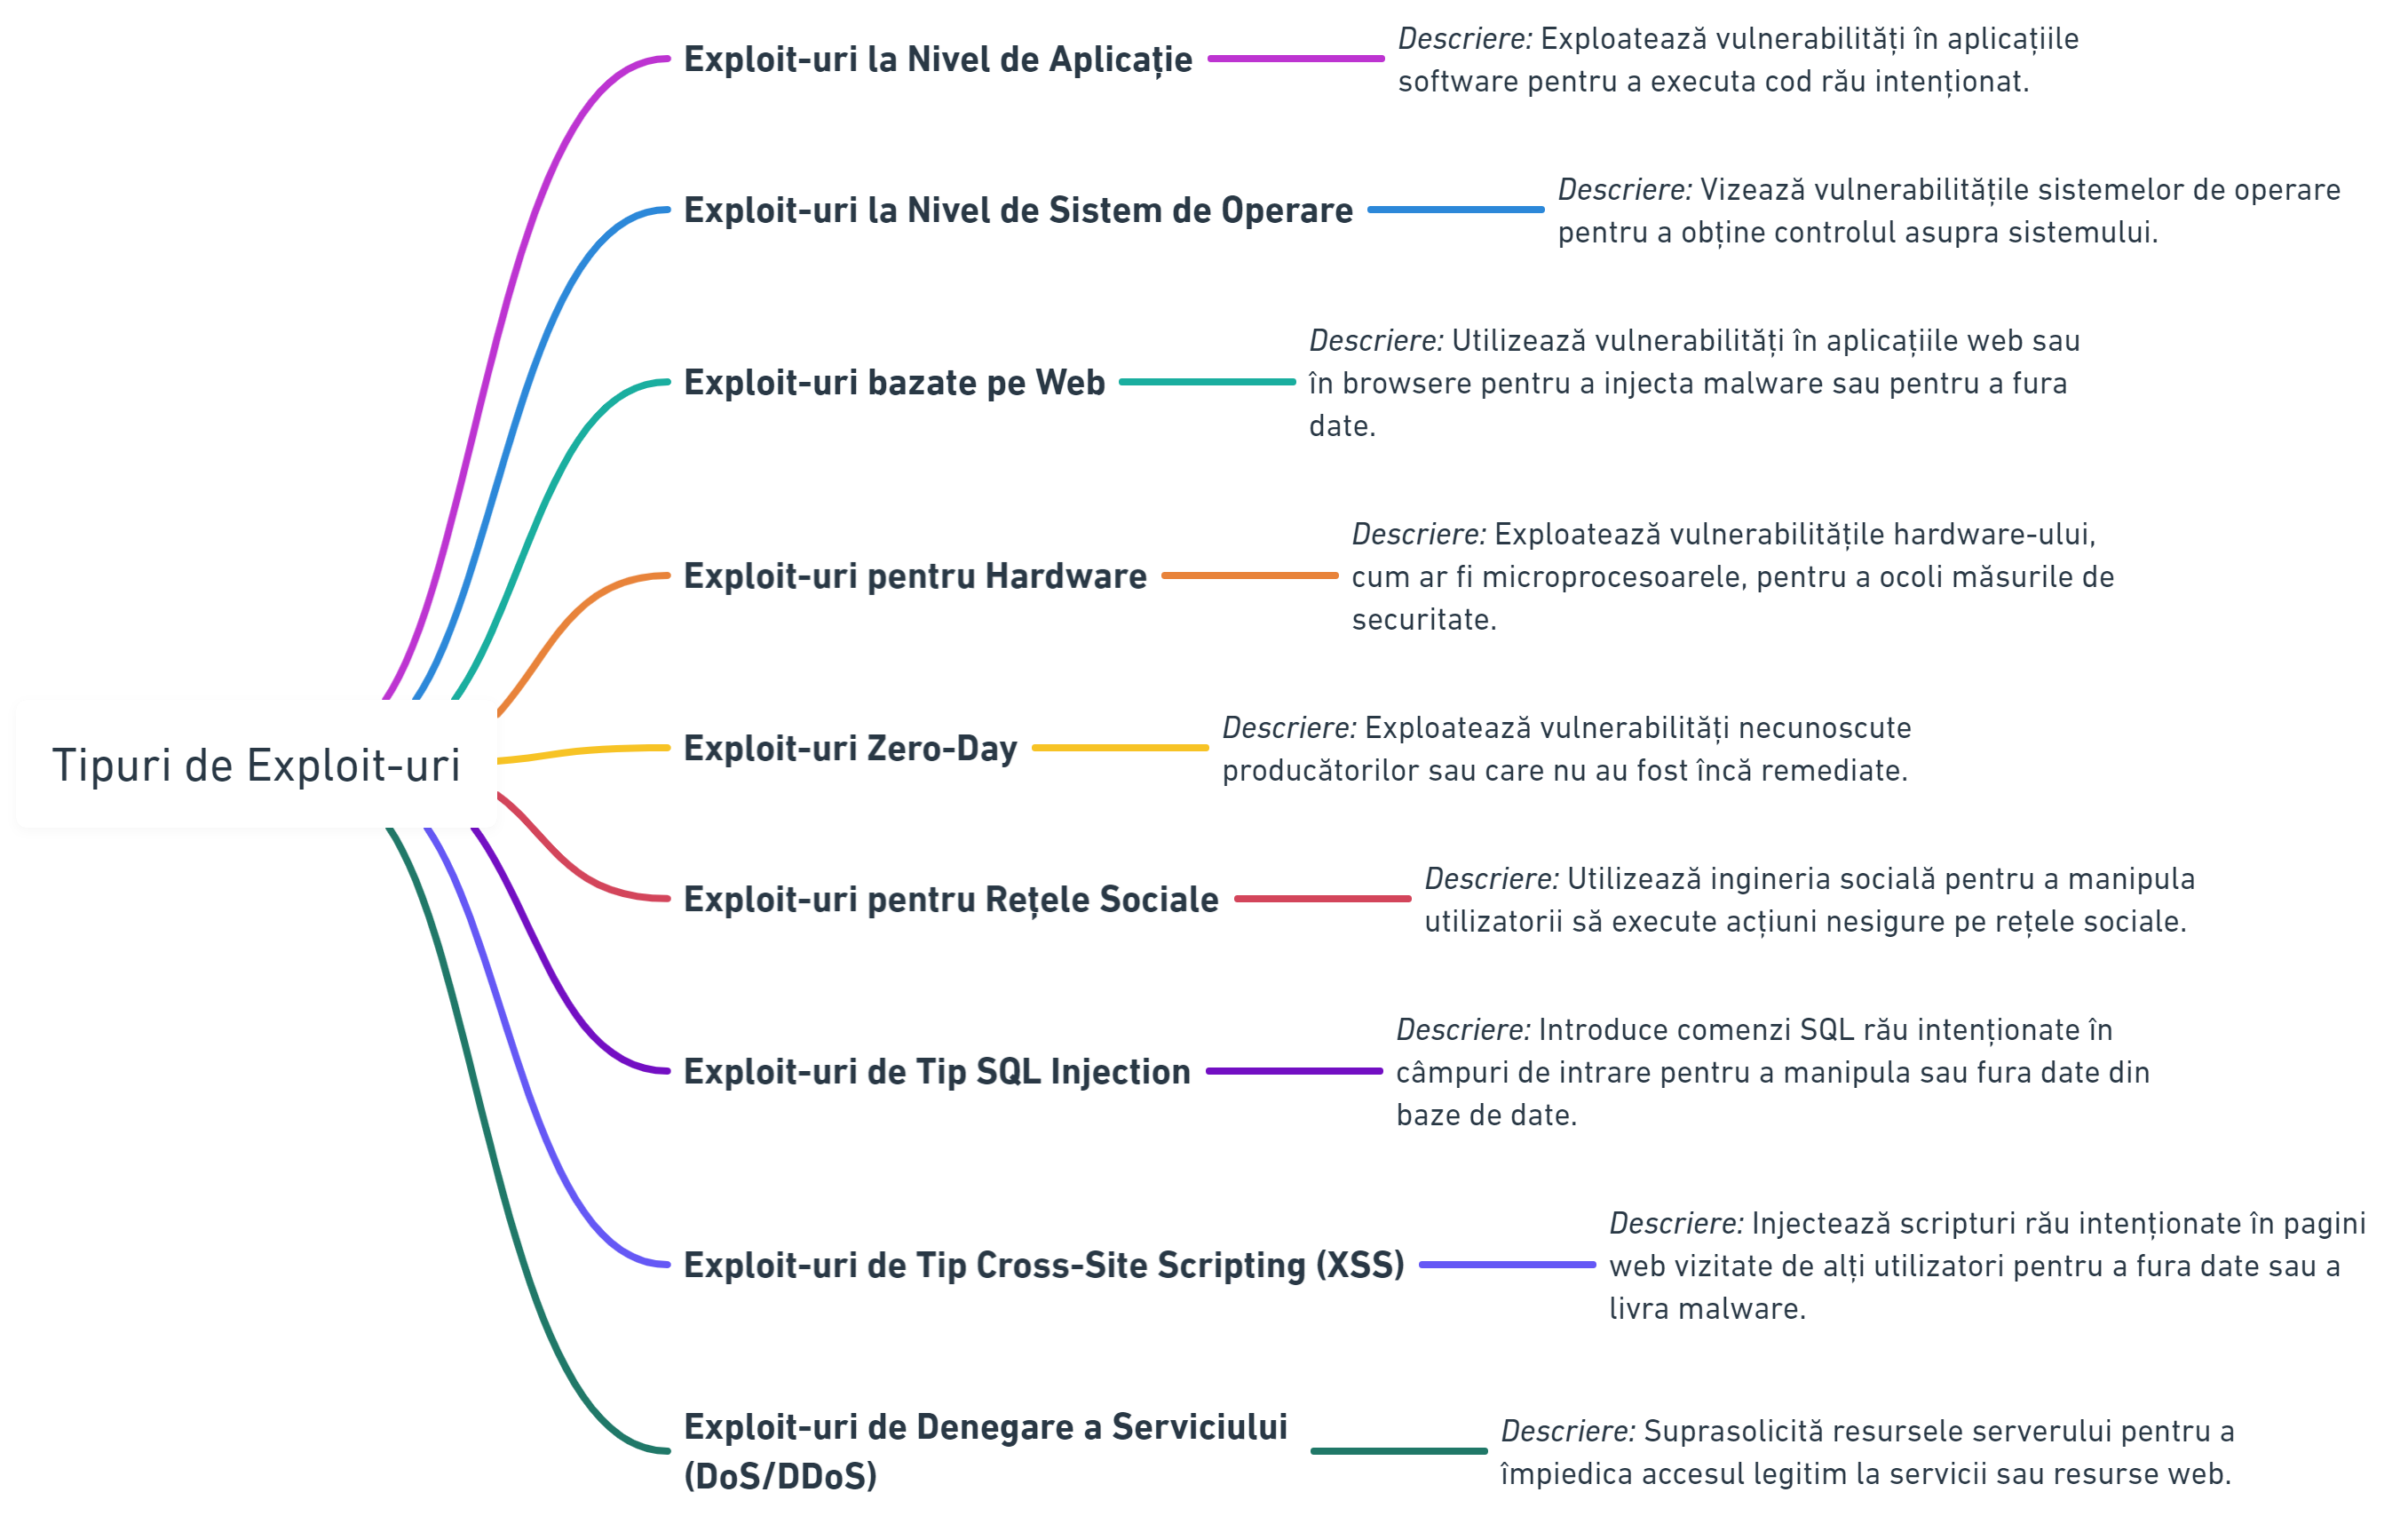 Exploit-uri la Nivel de Aplicație
Descriere: Exploatează vulnerabilități în aplicațiile
software pentru a executa cod rău intenționat.
Exploit-uri la Nivel de Sistem de Operare
Descriere: Vizează vulnerabilitățile sistemelor de operare
pentru a obține controlul asupra sistemului.
Exploit-uri bazate pe Web
Descriere: Utilizează vulnerabilități în aplicațiile web sau
în browsere pentru a injecta malware sau pentru a fura
date.
Exploit-uri pentru Hardware
Descriere: Exploatează vulnerabilitățile hardware-ului,
cum ar fi microprocesoarele, pentru a ocoli măsurile de
securitate.
Tipuri de Exploit-uri
Exploit-uri Zero-Day
Descriere: Exploatează vulnerabilități necunoscute
producătorilor sau care nu au fost încă remediate.
Exploit-uri pentru Rețele Sociale
Descriere: Utilizează ingineria socială pentru a manipula
utilizatorii să execute acțiuni nesigure pe rețele sociale.
Exploit-uri de Tip SQL Injection
Descriere: Introduce comenzi SQL rău intenționate în
câmpuri de intrare pentru a manipula sau fura date din
baze de date.
Exploit-uri de Tip Cross-Site Scripting (XSS)
Descriere: Injectează scripturi rău intenționate în pagini
web vizitate de alți utilizatori pentru a fura date sau a
livra malware.
Exploit-uri de Denegare a Serviciului
(DoS/DDoS)
Descriere: Suprasolicită resursele serverului pentru a
împiedica accesul legitim la servicii sau resurse web.